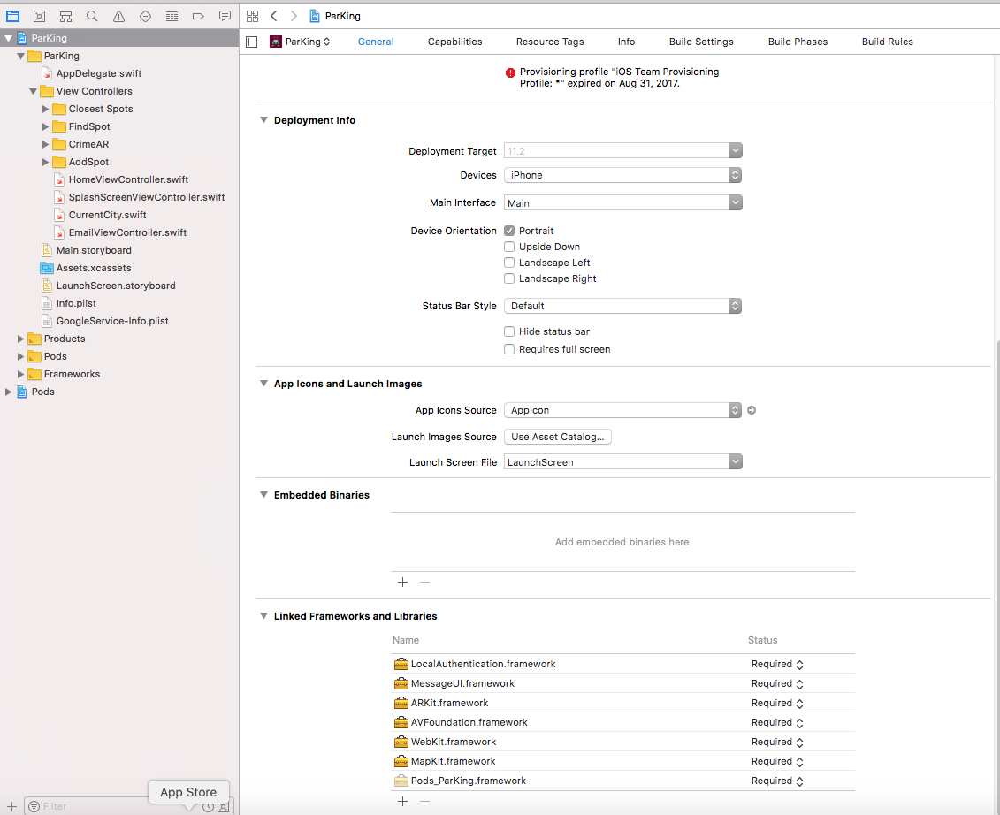 ParKing
ParKing
General
Capabilities
Resource Tags
Info
Build Settings
Build Phases
Build Rules
ParKing
ParKing
AppDelegate.swift
View Controllers
Closest Spots
FindSpot
CrimeAR
AddSpot
HomeViewController.swift
SplashScreenViewController.swift
CurrentCity.swift
EmailViewController.swift
Main.storyboard
Assets.xcassets
LaunchScreen.storyboard
Info.plist
GoogleService-Info.plist
Products
Pods
Frameworks
Pods
App Store
Filter
Provisioning profile "iOS Team Provisioning
Profile: *" expired on Aug 31, 2017.
Deployment Info
Deployment Target 11.2
Devices iPhone
Main Interface Main
Device Orientation Portrait
Upside Down
Landscape Left
Landscape Right
Status Bar Style Default
Hide status bar
Requires full screen
App Icons and Launch Images
App Icons Source AppIcon
Launch Images Source Use Asset Catalog...
Launch Screen File LaunchScreen
Embedded Binaries
Add embedded binaries here
Linked Frameworks and Libraries
Name Status
LocalAuthentication.framework Required
MessageUI.framework Required
ARKit.framework Required
AVFoundation.framework Required
WebKit.framework Required
MapKit.framework Required
Pods_ParKing.framework Required